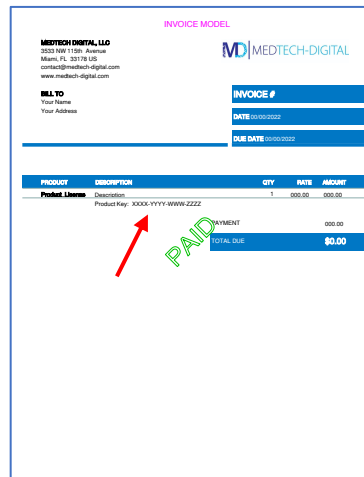 INVOICE MODEL
MEDTECH DIGITAL, LLC
3533 NW 115th Avenue
Miami, FL 33178 US
contact@medtech-digital.com
www.medtech-digital.com
MD MEDTECH-DIGITAL
BILL TO
Your Name
Your Address
INVOICE #
DATE 00/00/2022
DUE DATE 00/00/2022
PRODUCT DESCRIPTION QTY RATE AMOUNT
Product License Description 1 000.00 000.00
Product Key: XXXX-YYYY-WWW-ZZZZ
PAID
PAYMENT 000.00
TOTAL DUE $0.00